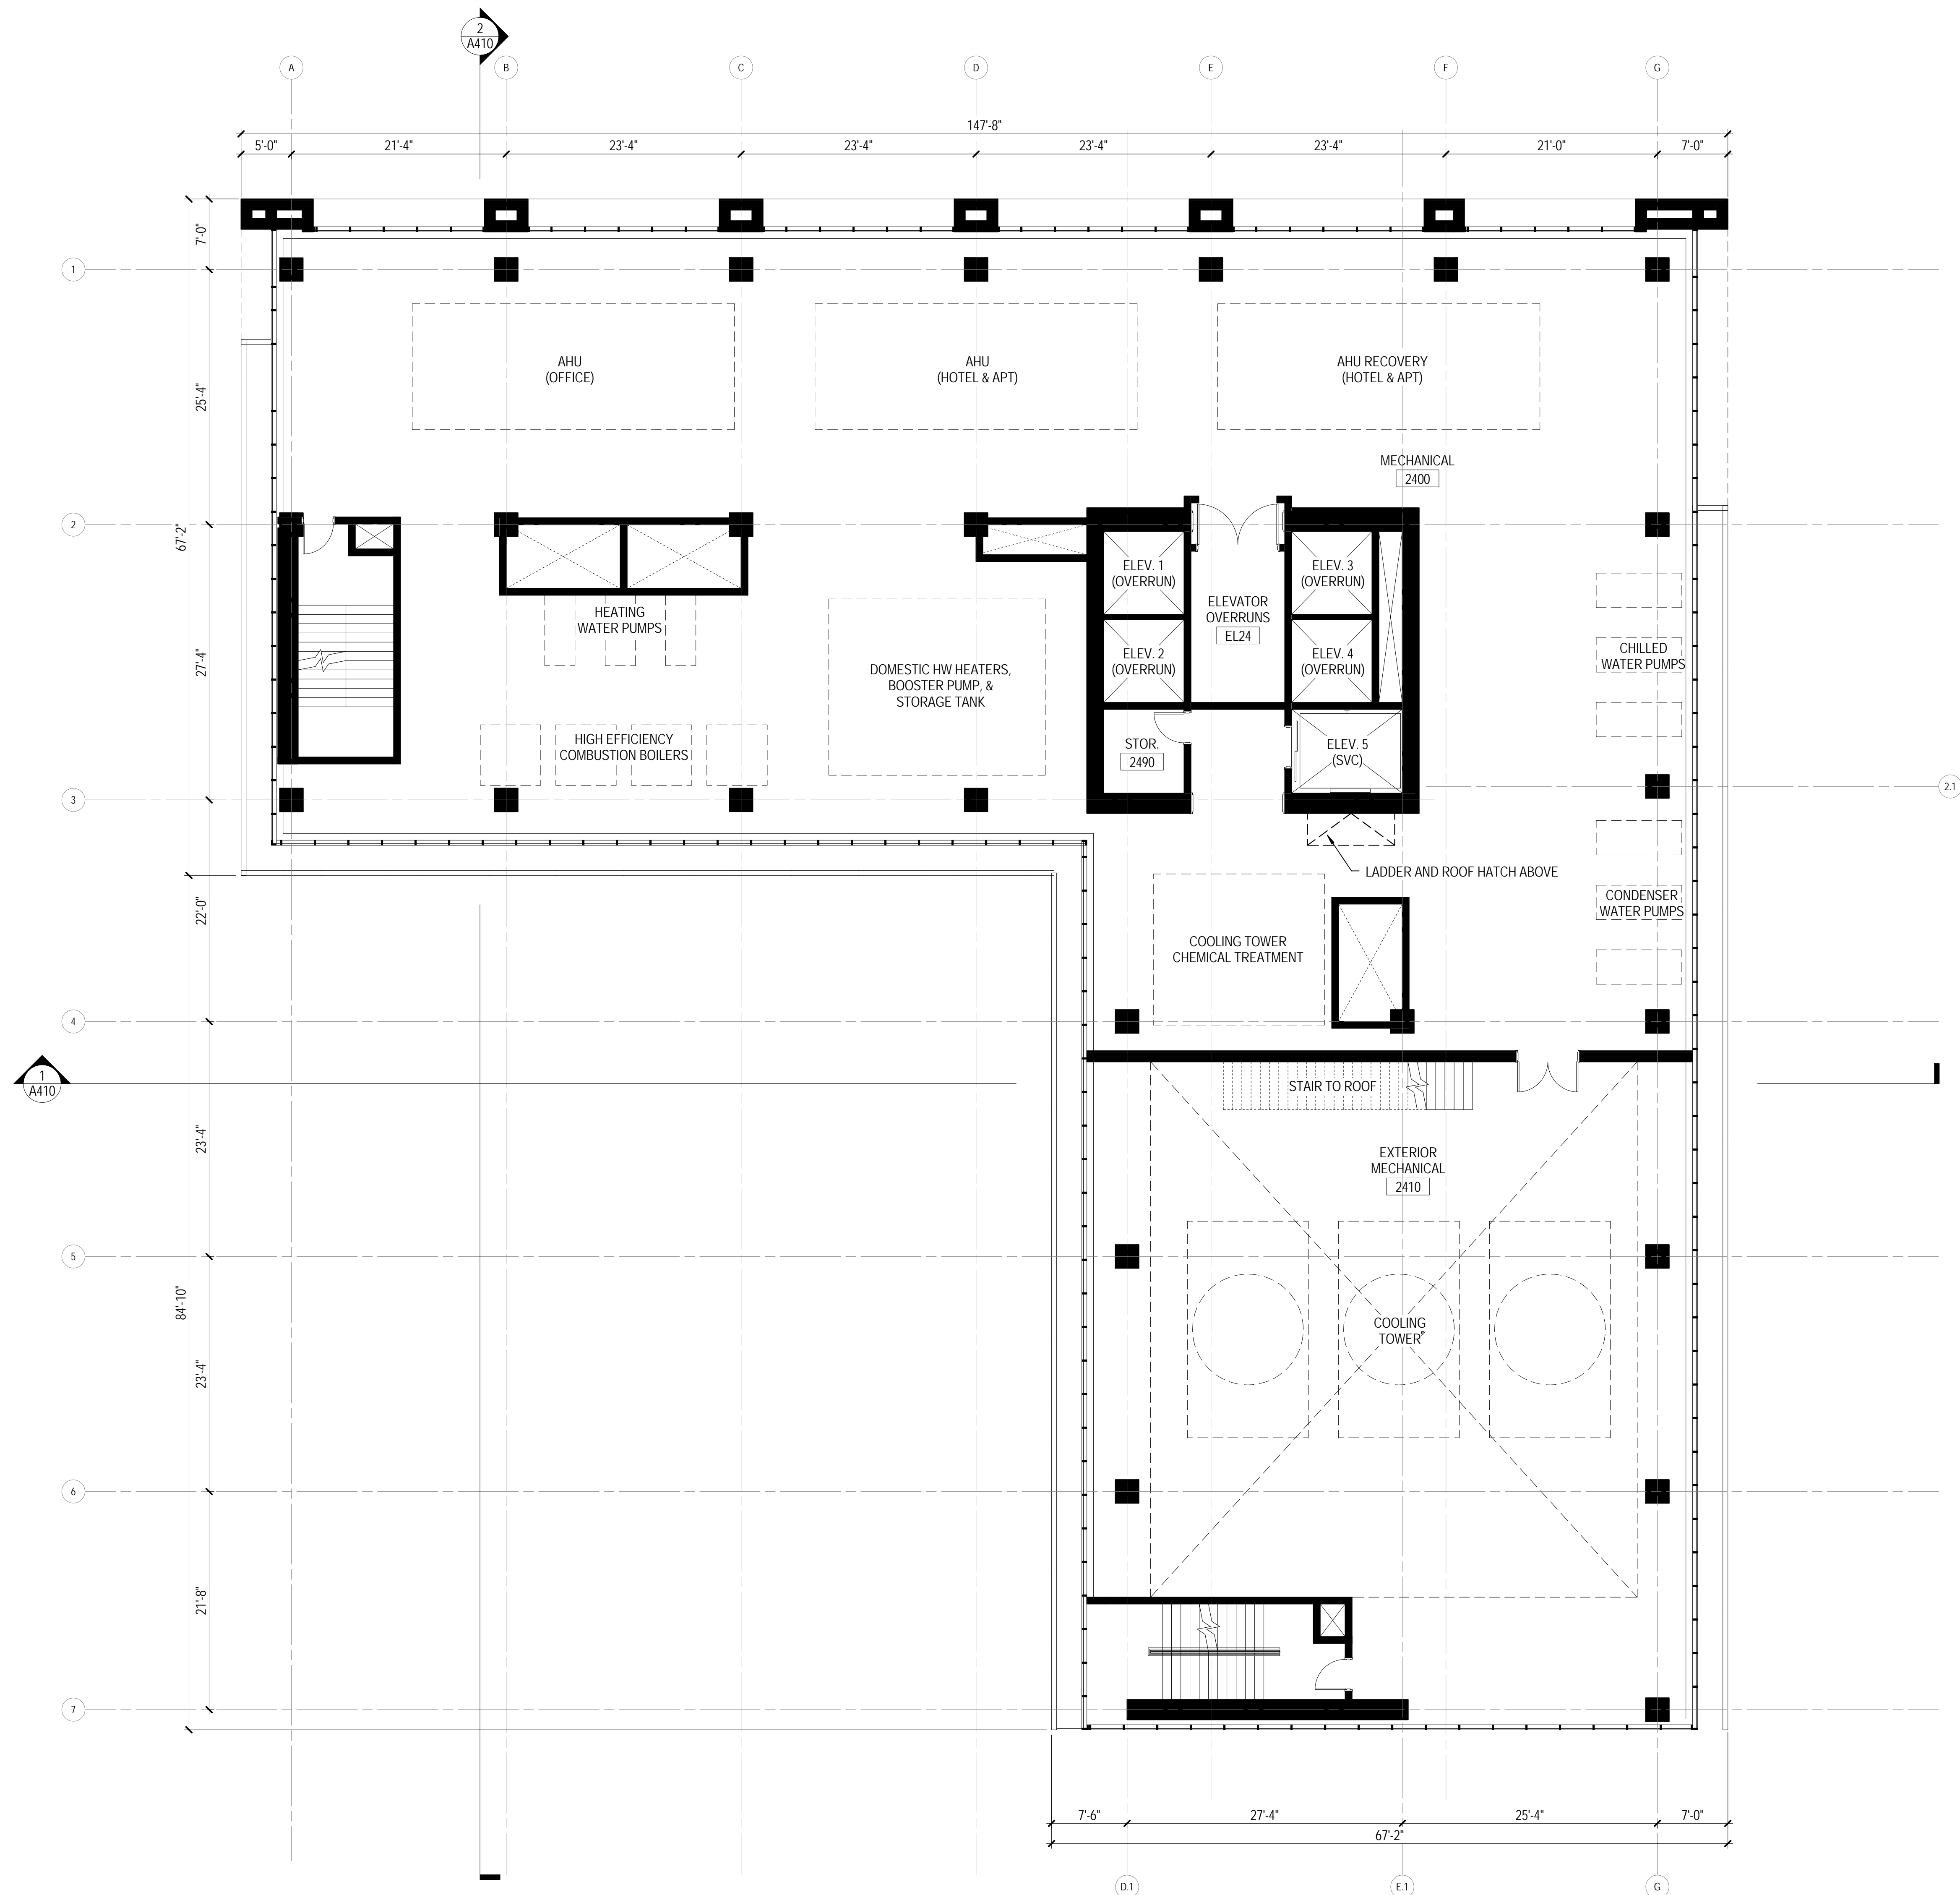 2
A410
A
B
C
D
E
F
G
147'-8"
5'-0"
21'-4"
23'-4"
23'-4"
23'-4"
23'-4"
21'-0"
7'-0"
7'-0"
1
AHU
(OFFICE)
AHU
(HOTEL & APT)
AHU RECOVERY
(HOTEL & APT)
25'-4"
MECHANICAL
2400
2
67'-2"
ELEV. 1
(OVERRUN)
ELEV. 3
(OVERRUN)
ELEVATOR
OVERRUNS
EL24
HEATING
WATER PUMPS
ELEV. 2
(OVERRUN)
ELEV. 4
(OVERRUN)
CHILLED
WATER PUMPS
27'-4"
DOMESTIC HW HEATERS,
BOOSTER PUMP, &
STORAGE TANK
HIGH EFFICIENCY
COMBUSTION BOILERS
STOR.
2490
ELEV. 5
(SVC)
2.1
3
LADDER AND ROOF HATCH ABOVE
22'-0"
CONDENSER
WATER PUMPS
COOLING TOWER
CHEMICAL TREATMENT
4
1
A410
STAIR TO ROOF
23'-4"
EXTERIOR
MECHANICAL
2410
5
84'-10"
COOLING
TOWER
23'-4"
6
21'-8"
7
7'-6"
27'-4"
25'-4"
7'-0"
67'-2"
D.1
E.1
G